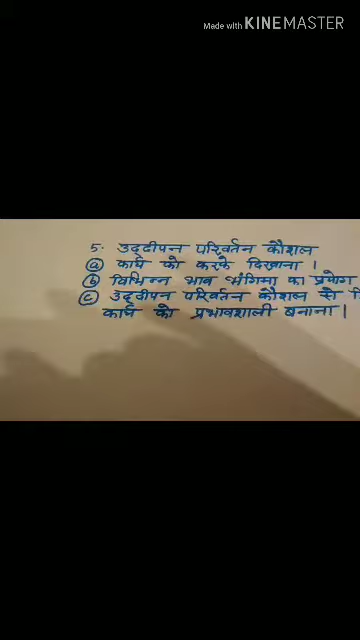 Made with KINEMASTER
5. उद्दीपन परिवर्तन कौशल
(a) कार्य को करके दिखाना ।
(b) विभिन्न भाव भंगिमा का प्रयोग
(c) उद्दीपन परिवर्तन कौशल से
कार्य को प्रभावशाली बनाना ।